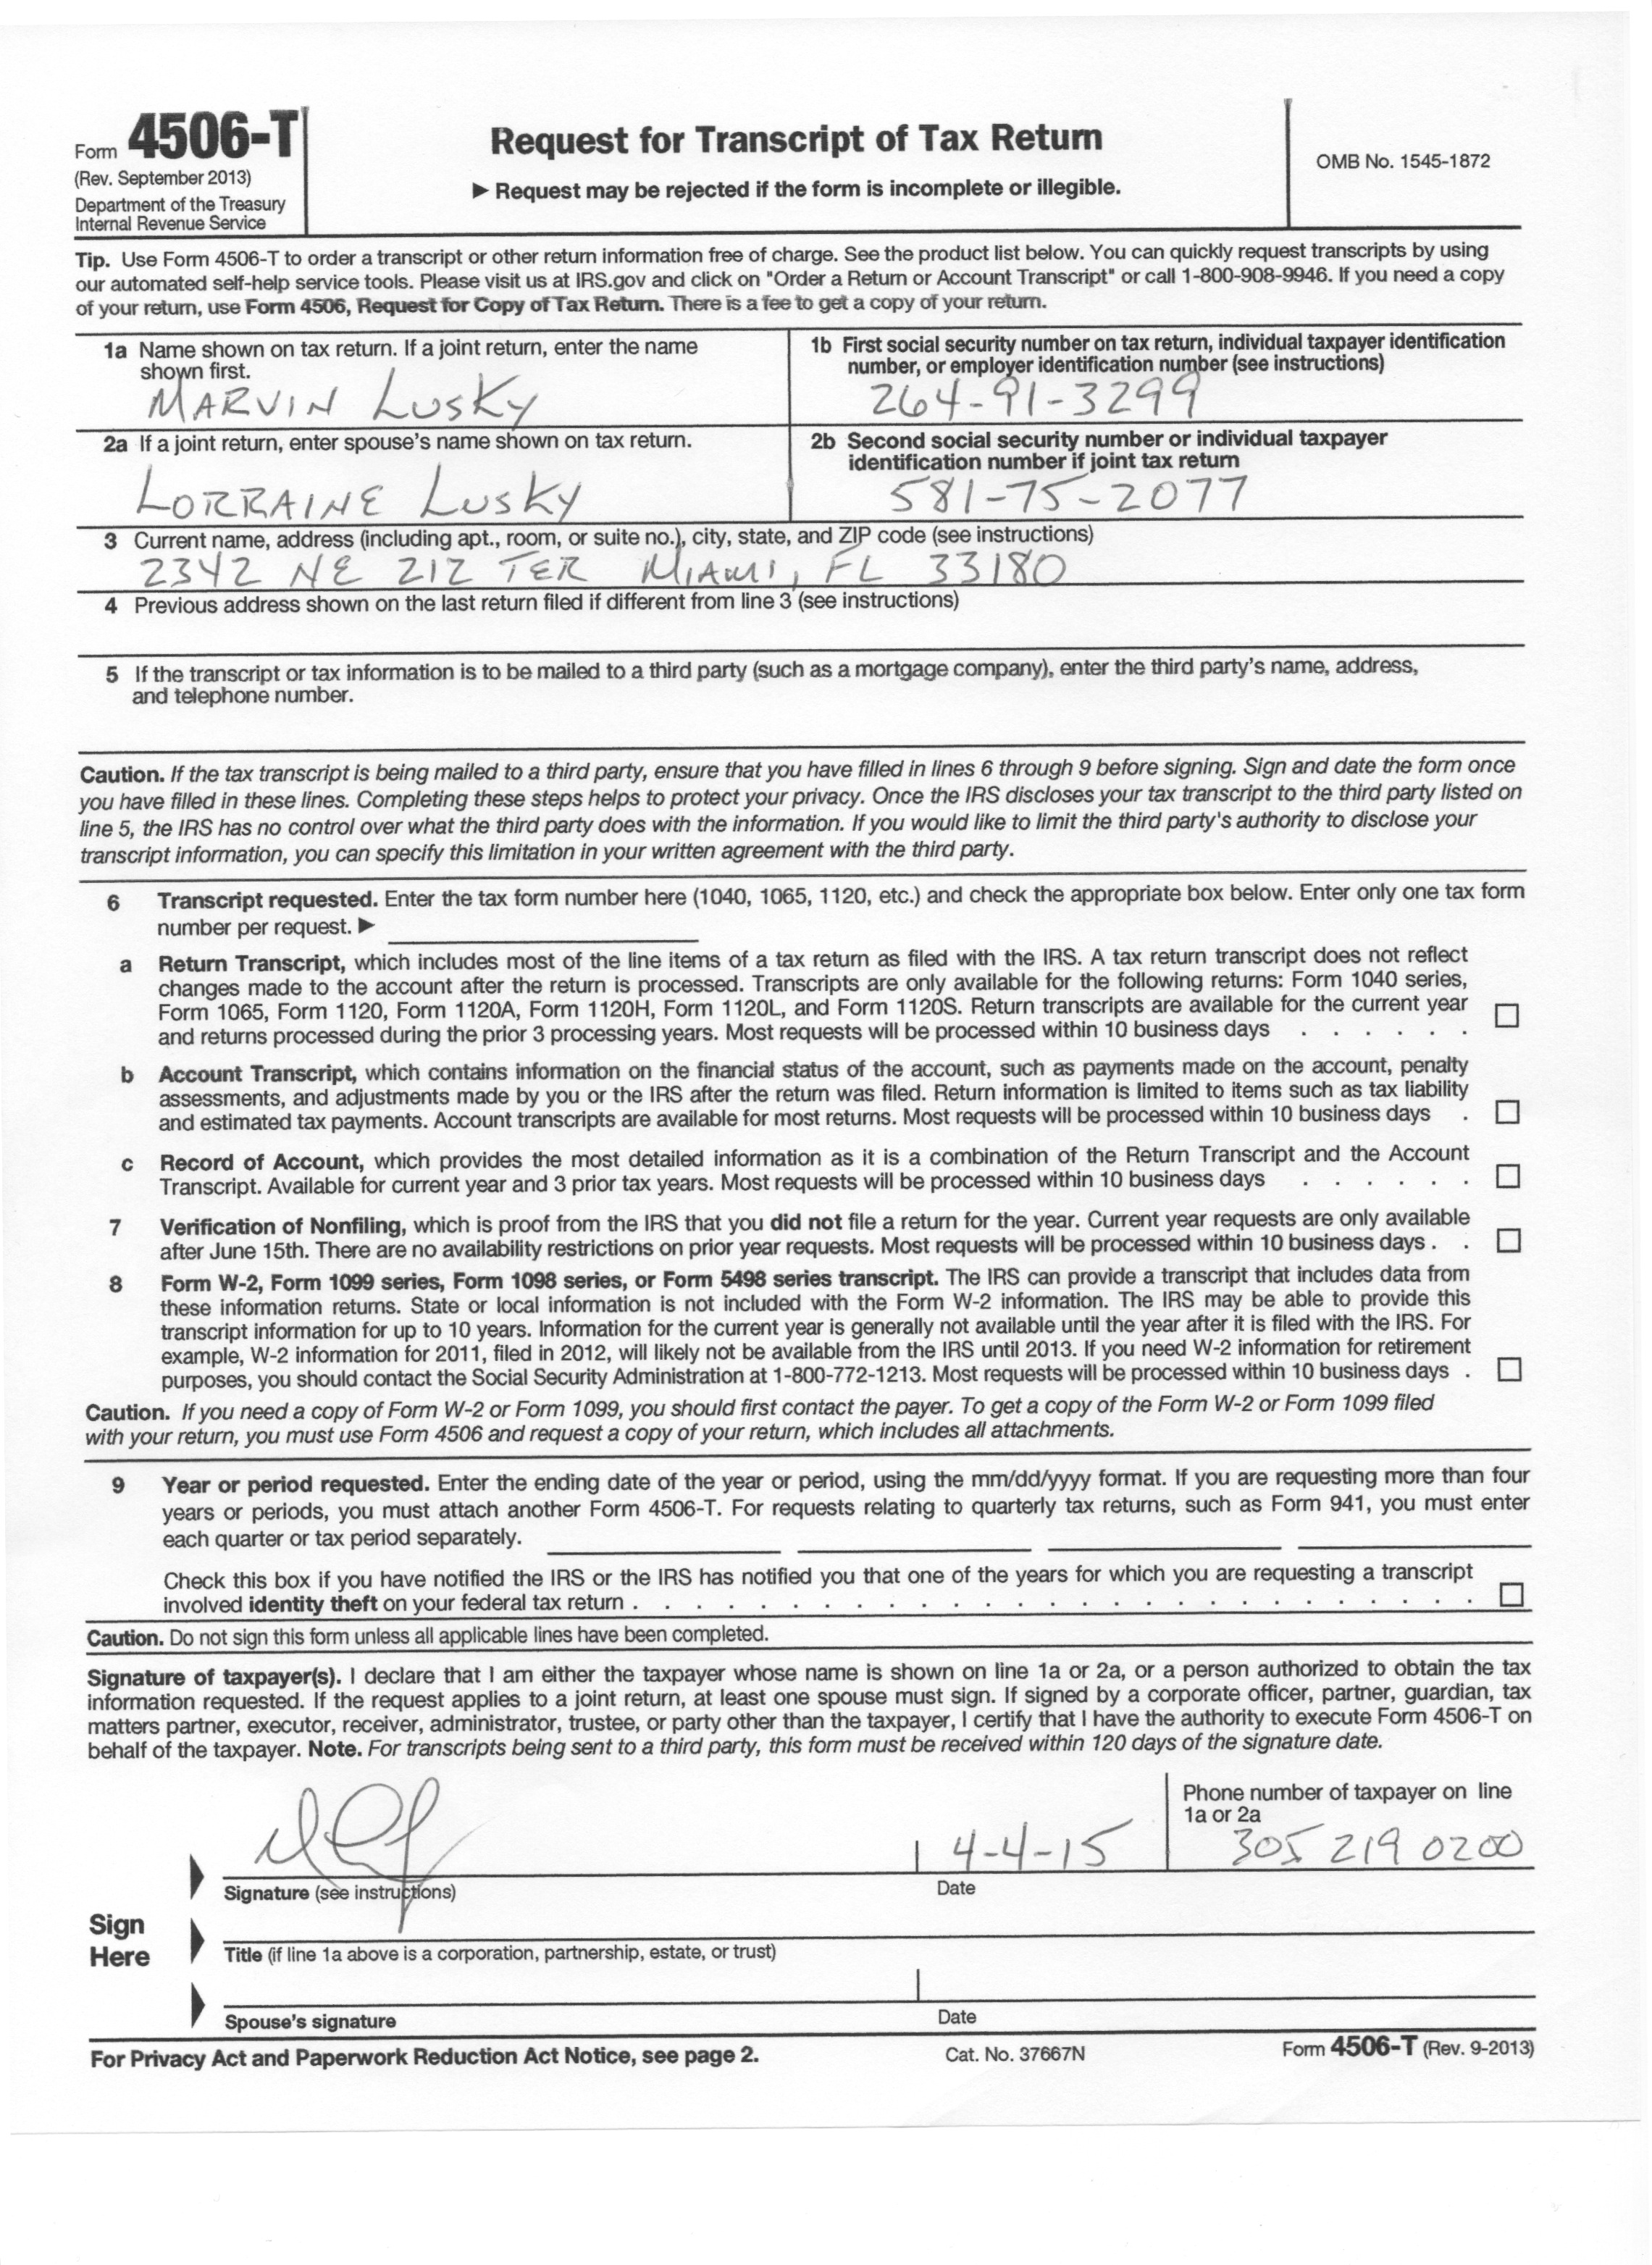 Form 4506-T
(Rev. September 2013)
Department of the Treasury
Internal Revenue Service
Request for Transcript of Tax Return
▶ Request may be rejected if the form is incomplete or illegible.
OMB No. 1545-1872
Tip. Use Form 4506-T to order a transcript or other return information free of charge. See the product list below. You can quickly request transcripts by using
our automated self-help service tools. Please visit us at IRS.gov and click on "Order a Return or Account Transcript" or call 1-800-908-9946. If you need a copy
of your return, use Form 4506, Request for Copy of Tax Return. There is a fee to get a copy of your return.
1a Name shown on tax return. If a joint return, enter the name
shown first.
MARVIN LUSKY
1b First social security number on tax return, individual taxpayer identification
number, or employer identification number (see instructions)
264-91-3299
2a If a joint return, enter spouse's name shown on tax return.
LORRAINE LUSKY
2b Second social security number or individual taxpayer
identification number if joint tax return
581-75-2077
3 Current name, address (including apt., room, or suite no.), city, state, and ZIP code (see instructions)
2342 NE 212 TER MIAMI, FL 33180
4 Previous address shown on the last return filed if different from line 3 (see instructions)
5 If the transcript or tax information is to be mailed to a third party (such as a mortgage company), enter the third party's name, address,
and telephone number.
Caution. If the tax transcript is being mailed to a third party, ensure that you have filled in lines 6 through 9 before signing. Sign and date the form once
you have filled in these lines. Completing these steps helps to protect your privacy. Once the IRS discloses your tax transcript to the third party listed on
line 5, the IRS has no control over what the third party does with the information. If you would like to limit the third party's authority to disclose your
transcript information, you can specify this limitation in your written agreement with the third party.
6 Transcript requested. Enter the tax form number here (1040, 1065, 1120, etc.) and check the appropriate box below. Enter only one tax form
number per request. ▶
a Return Transcript, which includes most of the line items of a tax return as filed with the IRS. A tax return transcript does not reflect
changes made to the account after the return is processed. Transcripts are only available for the following returns: Form 1040 series,
Form 1065, Form 1120, Form 1120A, Form 1120H, Form 1120L, and Form 1120S. Return transcripts are available for the current year
and returns processed during the prior 3 processing years. Most requests will be processed within 10 business days . . . . . .
b Account Transcript, which contains information on the financial status of the account, such as payments made on the account, penalty
assessments, and adjustments made by you or the IRS after the return was filed. Return information is limited to items such as tax liability
and estimated tax payments. Account transcripts are available for most returns. Most requests will be processed within 10 business days .
c Record of Account, which provides the most detailed information as it is a combination of the Return Transcript and the Account
Transcript. Available for current year and 3 prior tax years. Most requests will be processed within 10 business days . . . . . .
7 Verification of Nonfiling, which is proof from the IRS that you did not file a return for the year. Current year requests are only available
after June 15th. There are no availability restrictions on prior year requests. Most requests will be processed within 10 business days . .
8 Form W-2, Form 1099 series, Form 1098 series, or Form 5498 series transcript. The IRS can provide a transcript that includes data from
these information returns. State or local information is not included with the Form W-2 information. The IRS may be able to provide this
transcript information for up to 10 years. Information for the current year is generally not available until the year after it is filed with the IRS. For
example, W-2 information for 2011, filed in 2012, will likely not be available from the IRS until 2013. If you need W-2 information for retirement
purposes, you should contact the Social Security Administration at 1-800-772-1213. Most requests will be processed within 10 business days .
Caution. If you need a copy of Form W-2 or Form 1099, you should first contact the payer. To get a copy of the Form W-2 or Form 1099 filed
with your return, you must use Form 4506 and request a copy of your return, which includes all attachments.
9 Year or period requested. Enter the ending date of the year or period, using the mm/dd/yyyy format. If you are requesting more than four
years or periods, you must attach another Form 4506-T. For requests relating to quarterly tax returns, such as Form 941, you must enter
each quarter or tax period separately.
Check this box if you have notified the IRS or the IRS has notified you that one of the years for which you are requesting a transcript
involved identity theft on your federal tax return . . . . . . . . . . . . . . . . . . . . . . . . . . .
Caution. Do not sign this form unless all applicable lines have been completed.
Signature of taxpayer(s). I declare that I am either the taxpayer whose name is shown on line 1a or 2a, or a person authorized to obtain the tax
information requested. If the request applies to a joint return, at least one spouse must sign. If signed by a corporate officer, partner, guardian, tax
matters partner, executor, receiver, administrator, trustee, or party other than the taxpayer, I certify that I have the authority to execute Form 4506-T on
behalf of the taxpayer. Note. For transcripts being sent to a third party, this form must be received within 120 days of the signature date.
Phone number of taxpayer on line
1a or 2a
4-4-15
305 219 0200
Signature (see instructions)
Date
Sign
Here
Title (if line 1a above is a corporation, partnership, estate, or trust)
Spouse's signature
Date
For Privacy Act and Paperwork Reduction Act Notice, see page 2.
Cat. No. 37667N
Form 4506-T (Rev. 9-2013)